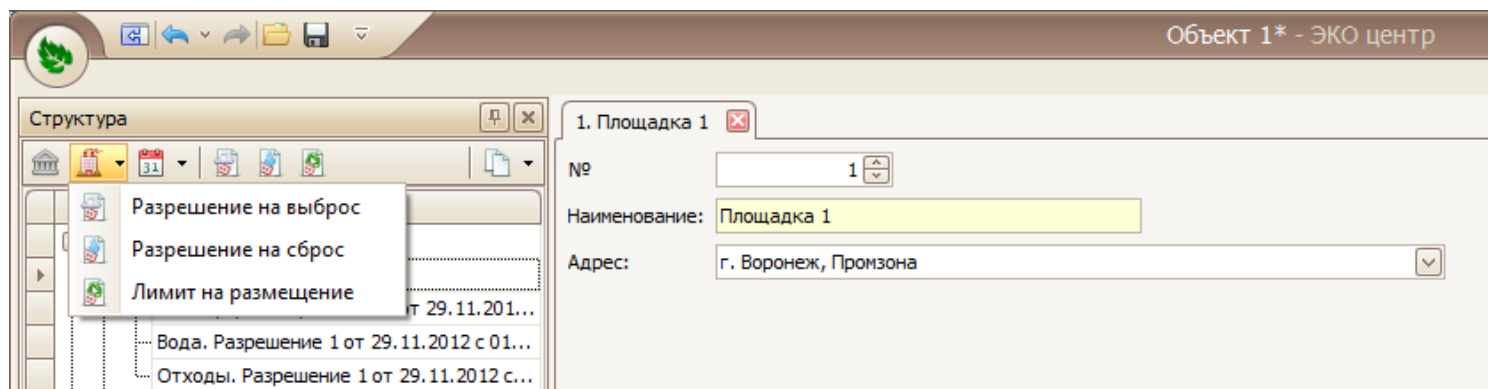 Объект 1* - ЭКО центр
Структура
1. Площадка 1
31
№ 1
Разрешение на выброс
Наименование: Площадка 1
Разрешение на сброс
Адрес: г. Воронеж, Промзона
Лимит на размещение
от 29.11.201...
Вода. Разрешение 1 от 29.11.2012 с 01...
Отходы. Разрешение 1 от 29.11.2012 с...